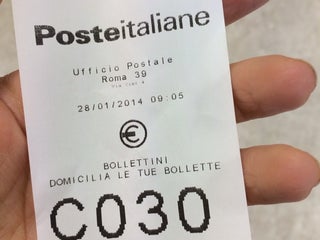 Posteitaliane
Ufficio Postale
Roma 39
28/01/2014 09:05
BOLLETTINI
DOMICILIA LE TUE BOLLETTE
C030